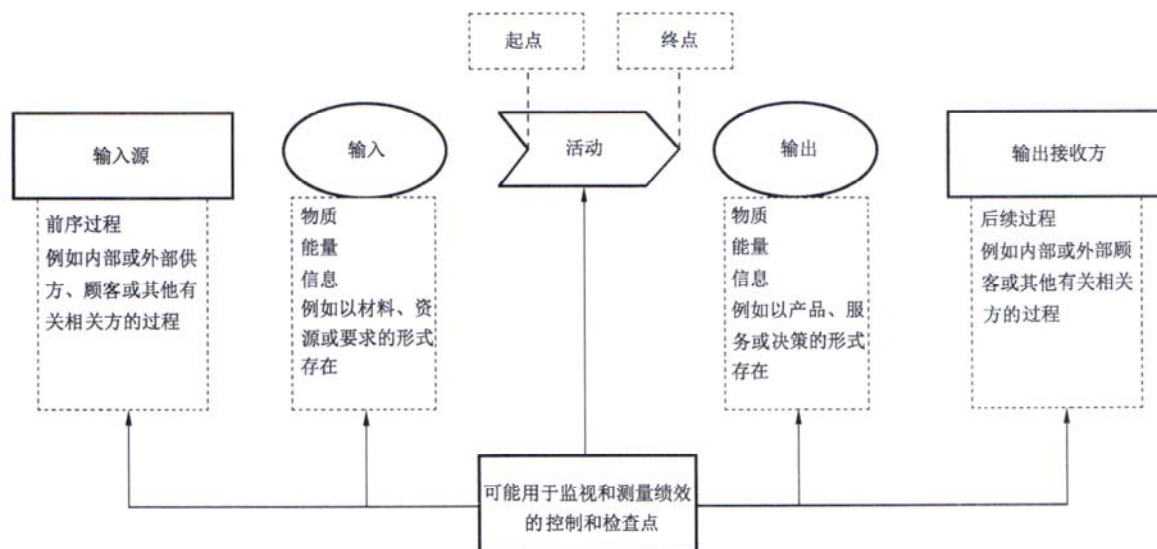 起点
终点
输入源
输入
活动
输出
输出接收方
前序过程
例如内部或外部供
方、顾客或其他有
关相关方的过程
物质
能量
信息
例如以材料、资
源或要求的形式
存在
物质
能量
信息
例如以产品、服
务或决策的形式
存在
后续过程
例如内部或外部顾
客或其他有关相关
方的过程
可能用于监视和测量绩效
的控制和检查点